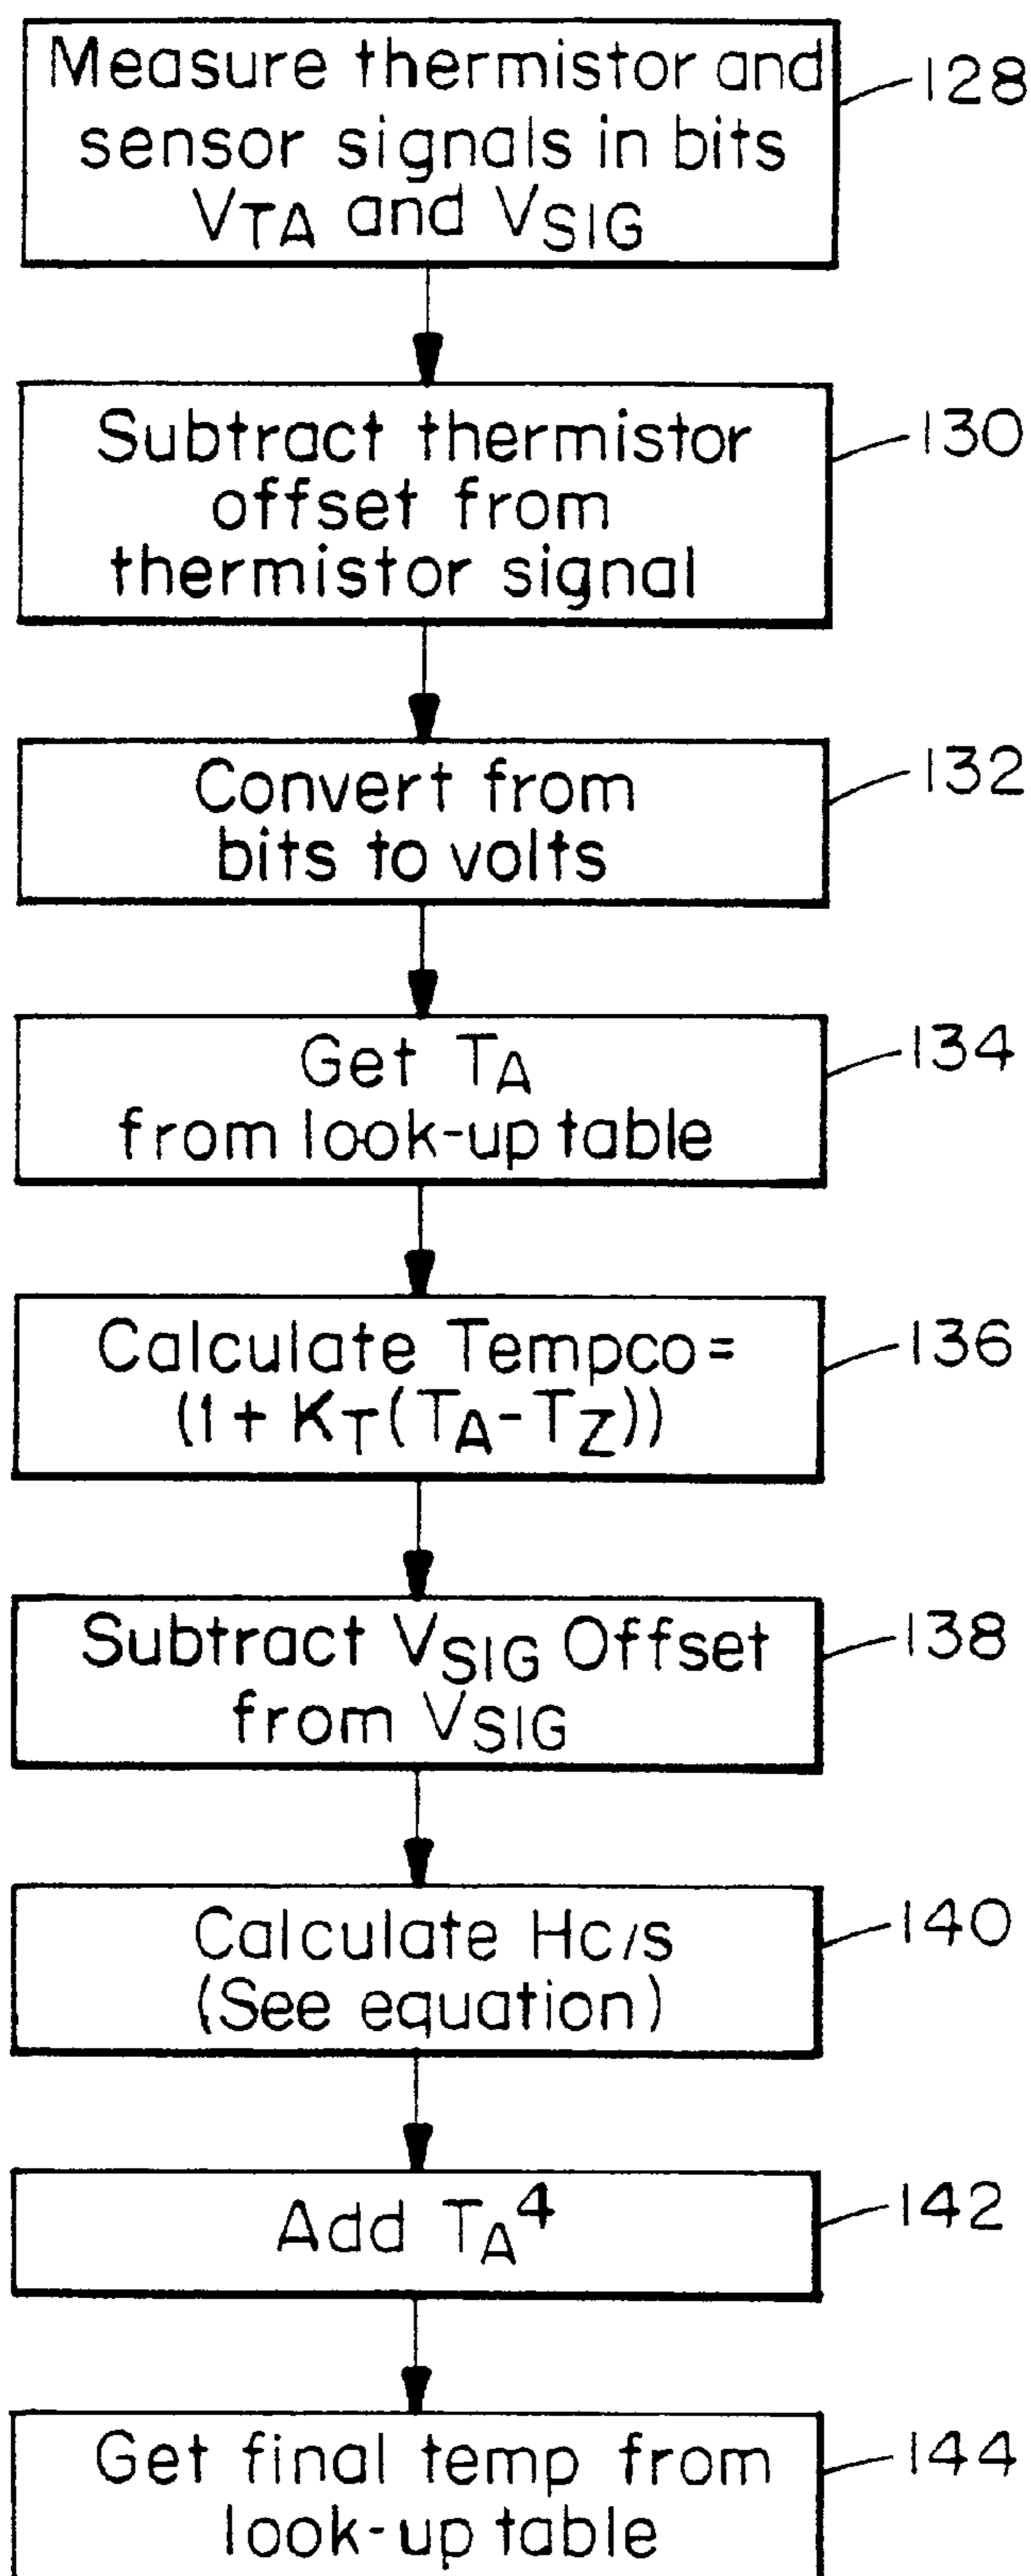 Measure thermistor and
sensor signals in bits
VTA and VSIG
128
Subtract thermistor
offset from
thermistor signal
130
Convert from
bits to volts
132
Get TA
from look-up table
134
Calculate Tempco =
(1 + KT(TA-TZ))
136
Subtract VSIG Offset
from VSIG
138
Calculate Hc/s
(See equation)
140
Add TA4
142
Get final temp from
look-up table
144